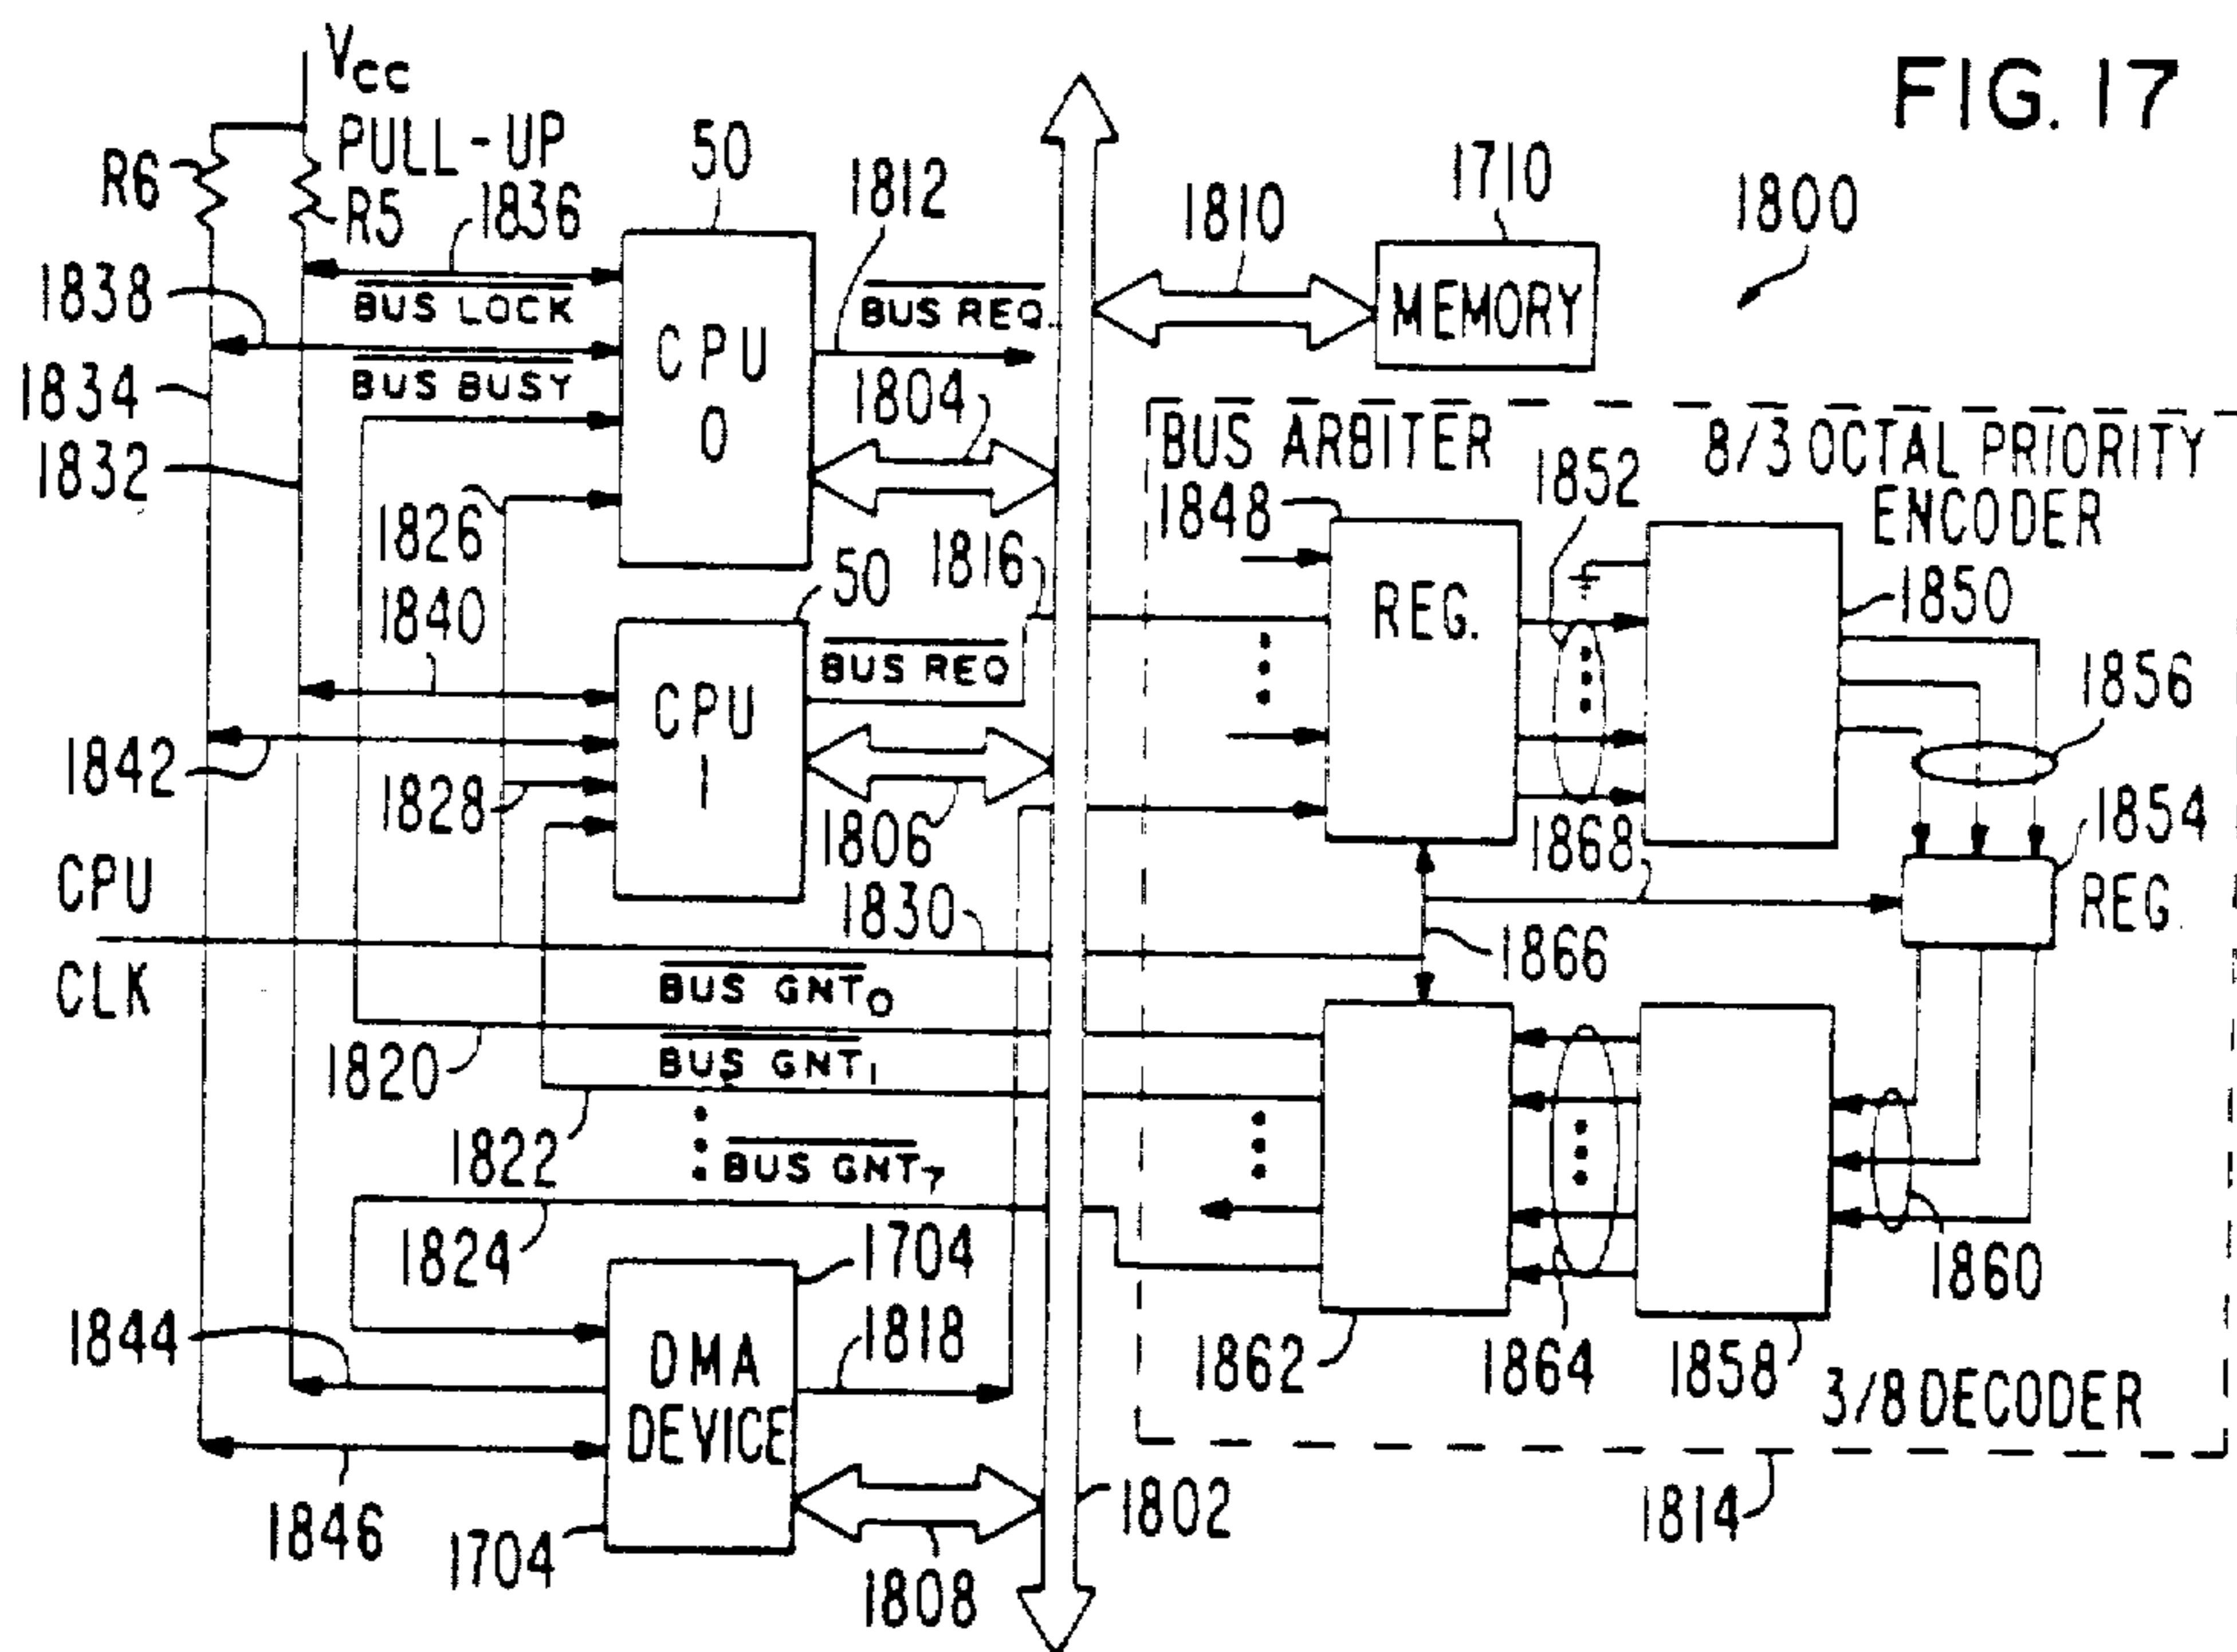 FIG. 17
Vcc
PULL-UP
R6
R5
1836
50
1812
1810
1710
1800
MEMORY
1838
BUS LOCK
CPU
0
BUS REQ.
BUS BUSY
1834
1832
1804
BUS ARBITER
8/3 OCTAL PRIORITY
ENCODER
1848
1852
1826
1816
50
1840
REG.
1850
BUS REQ
CPU
1
1856
1842
1828
1806
1868
1854
REG.
CPU
CLK
1830
1866
BUS GNT0
1820
BUS GNT1
1822
BUS GNT7
1824
1704
1818
1860
1844
DMA
DEVICE
1862
1864
1858
3/8 DECODER
1846
1704
1808
1802
1814